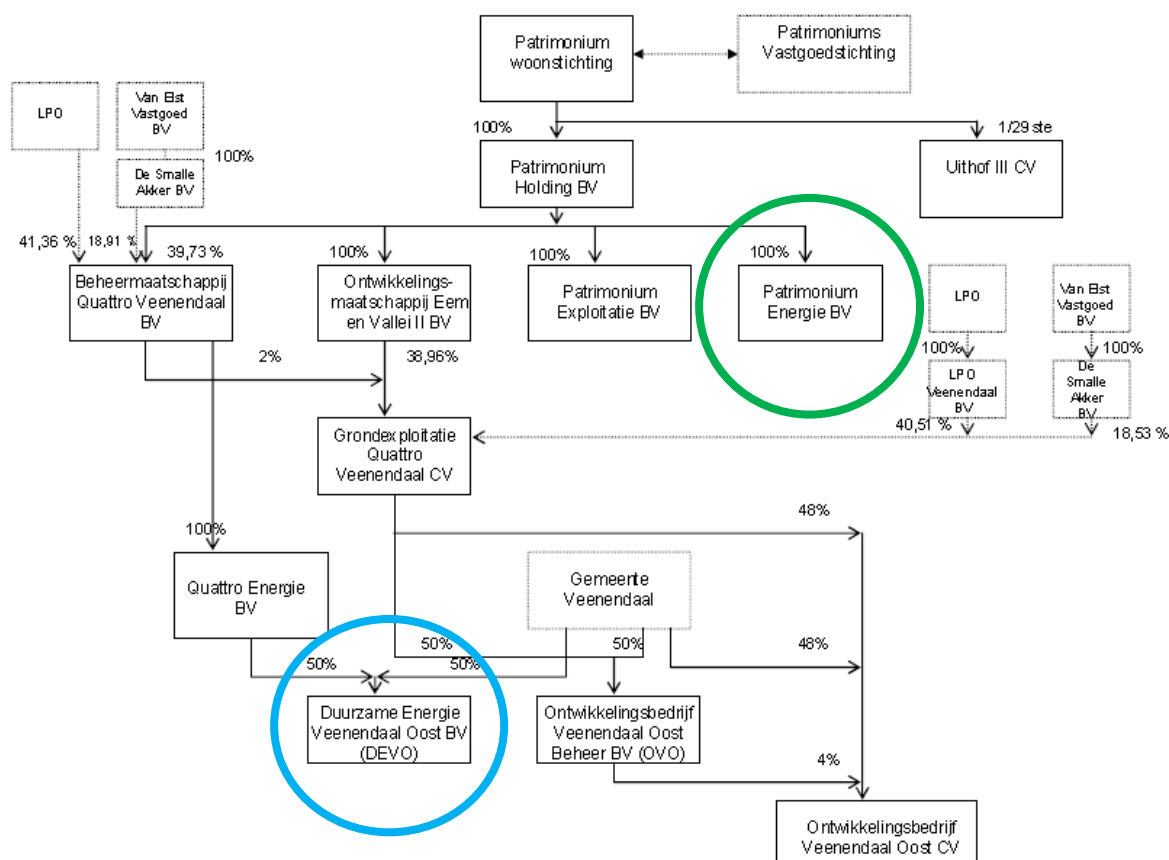 Patrimonium
woonstichting
Patrimoniums
Vastgoedstichting
LPO
Van Elst
Vastgoed
BV
100%
De Smalle
Akker BV
100%
1/29 ste
Patrimonium
Holding BV
Uithof III CV
41,36 %
18,91 %
39,73 %
100%
100%
100%
Beheermaatschappij
Quattro Veenendaal
BV
Ontwikkelings-
maatschappij Eem
en Vallei II BV
Patrimonium
Exploitatie BV
Patrimonium
Energie BV
LPO
Van Elst
Vastgoed
BV
2%
38,96%
100%
100%
LPO
Veenendaal
BV
De
Smalle
Akker
BV
40,51 %
18,53 %
Grondexploitatie
Quattro
Veenendaal CV
48%
100%
Quattro Energie
BV
Gemeente
Veenendaal
50%
50%
48%
50%
50%
Duurzame Energie
Veenendaal Oost BV
(DEVO)
Ontwikkelingsbedrijf
Veenendaal Oost
Beheer BV (OVO)
4%
Ontwikkelingsbedrijf
Veenendaal Oost CV